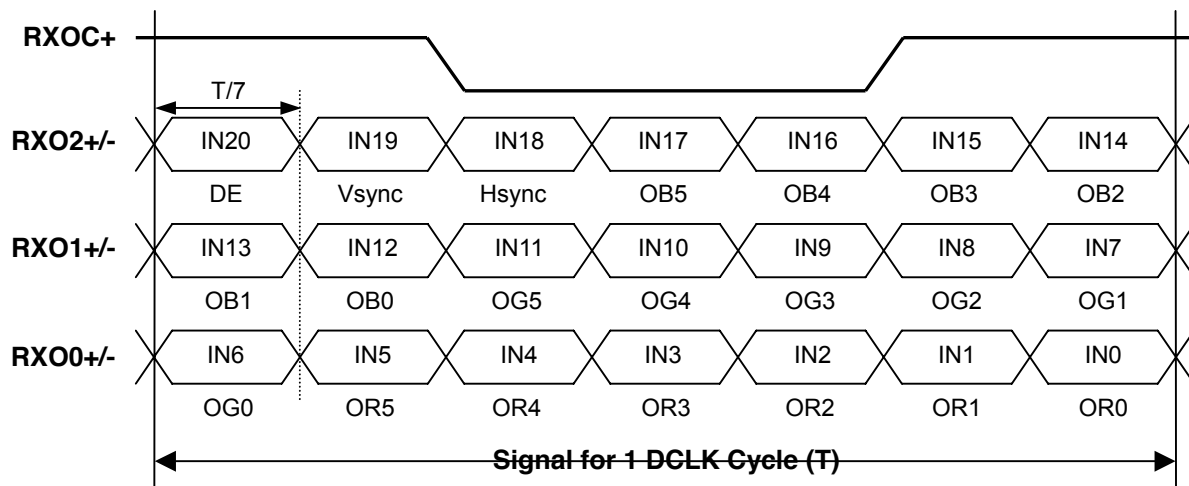 RXOC+
T/7
RXO2+/- IN20 IN19 IN18 IN17 IN16 IN15 IN14
DE Vsync Hsync OB5 OB4 OB3 OB2
RXO1+/- IN13 IN12 IN11 IN10 IN9 IN8 IN7
OB1 OB0 OG5 OG4 OG3 OG2 OG1
RXO0+/- IN6 IN5 IN4 IN3 IN2 IN1 IN0
OG0 OR5 OR4 OR3 OR2 OR1 OR0
Signal for 1 DCLK Cycle (T)